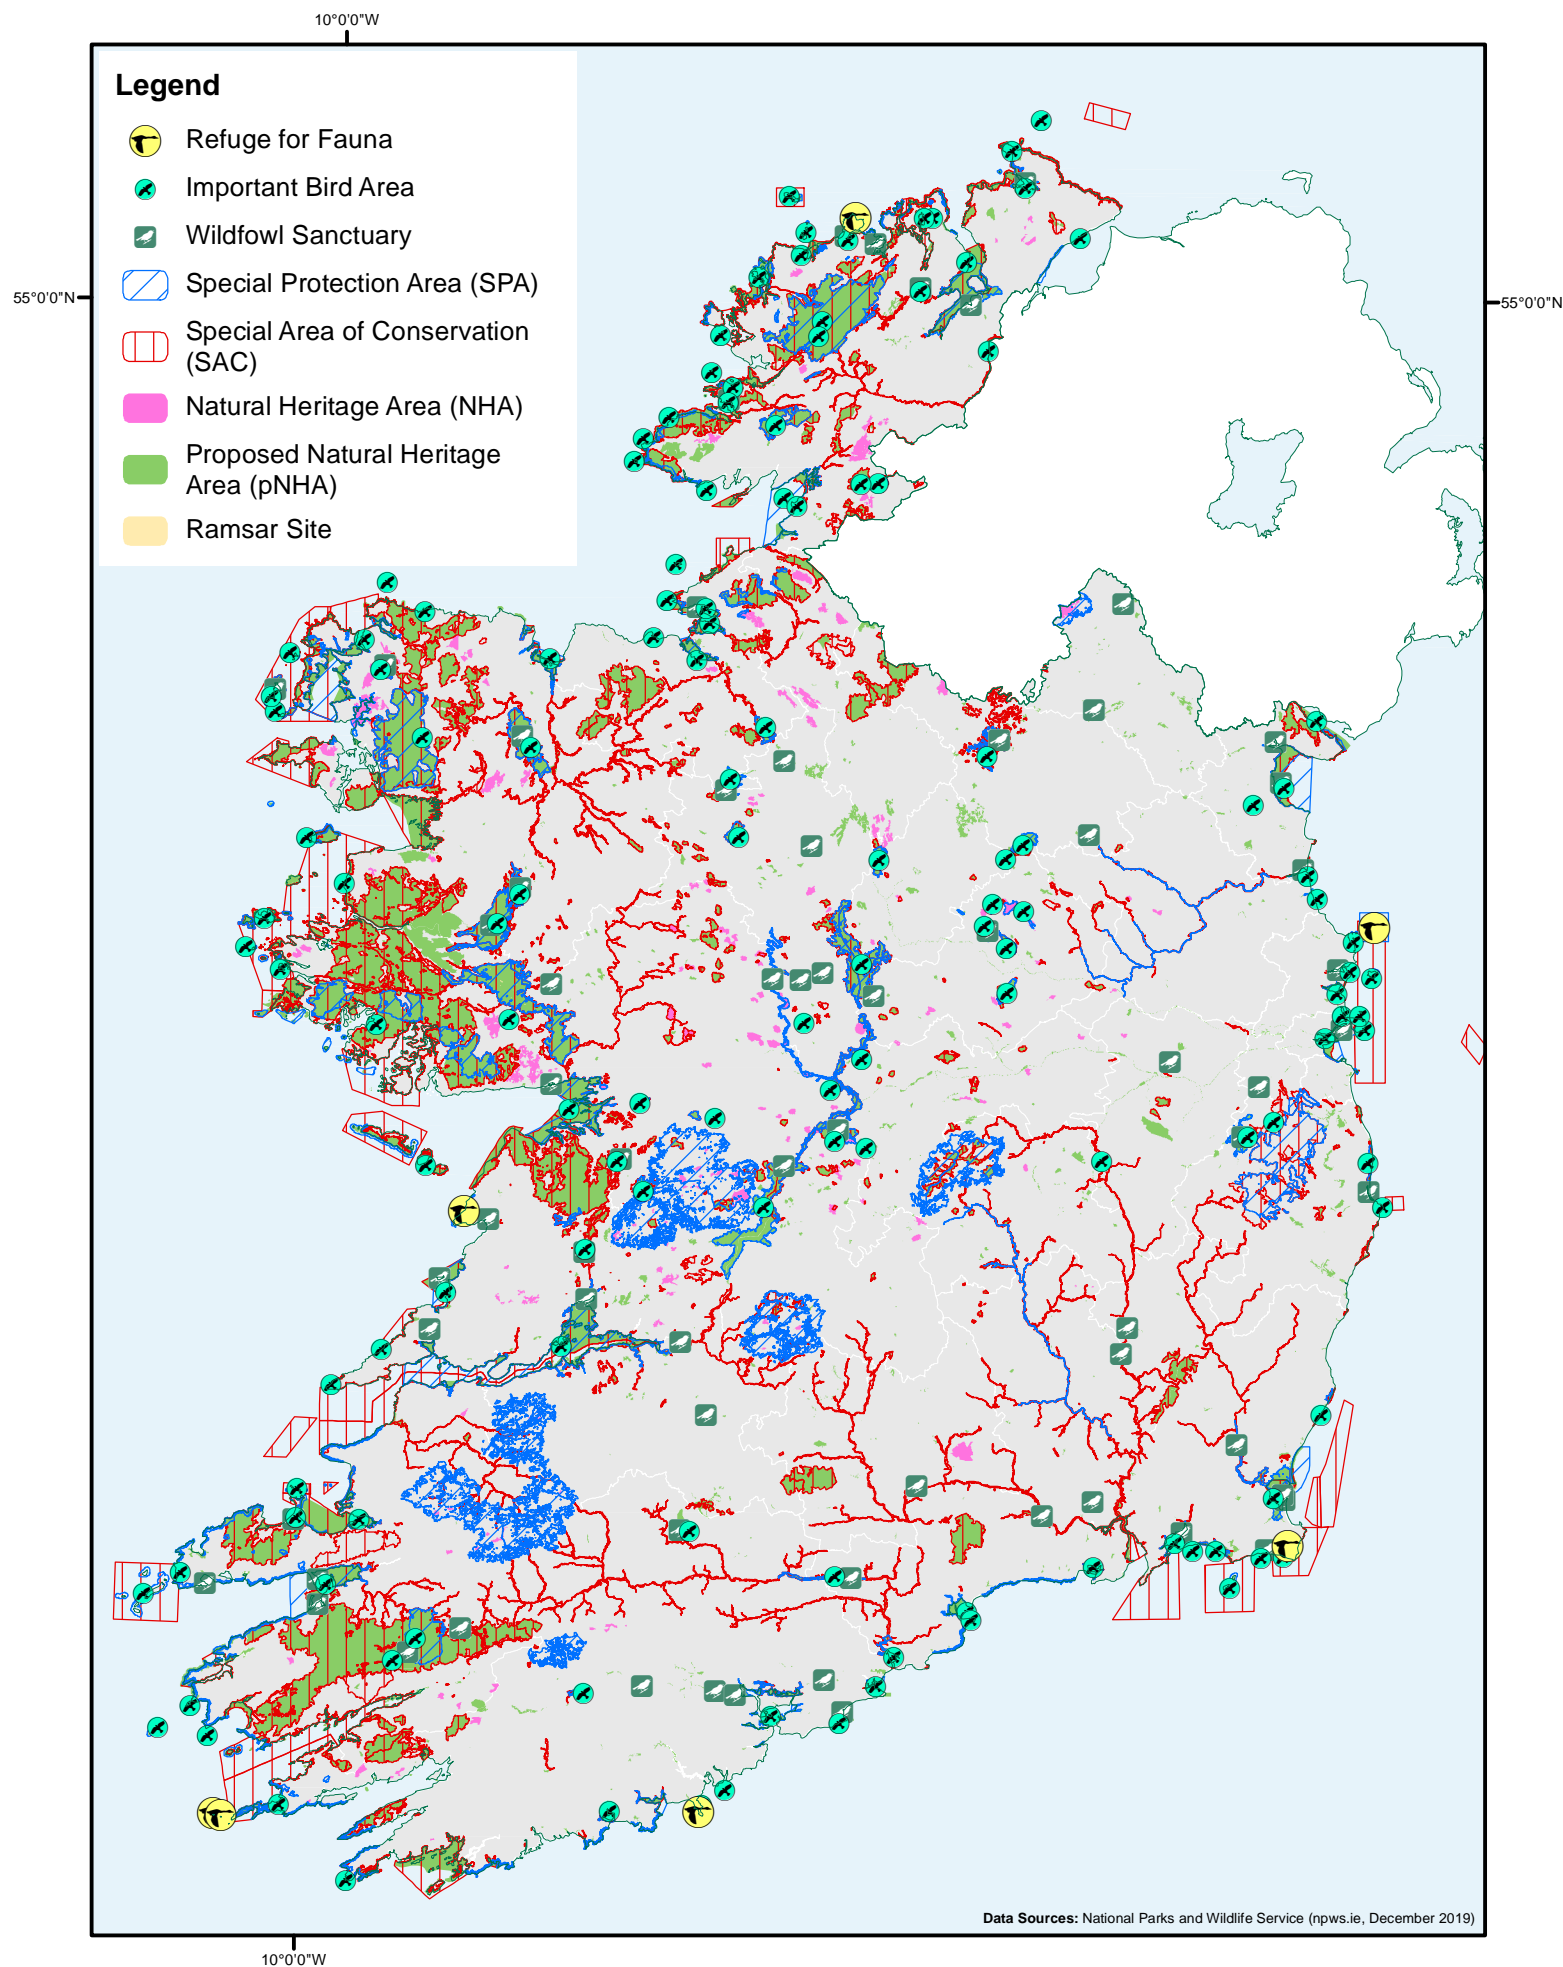 10°0'0"W
Legend
Refuge for Fauna
Important Bird Area
Wildfowl Sanctuary
Special Protection Area (SPA)
Special Area of Conservation
(SAC)
Natural Heritage Area (NHA)
Proposed Natural Heritage
Area (pNHA)
Ramsar Site
55°0'0"N
55°0'0"N
Data Sources: National Parks and Wildlife Service (npws.ie, December 2019)
10°0'0"W